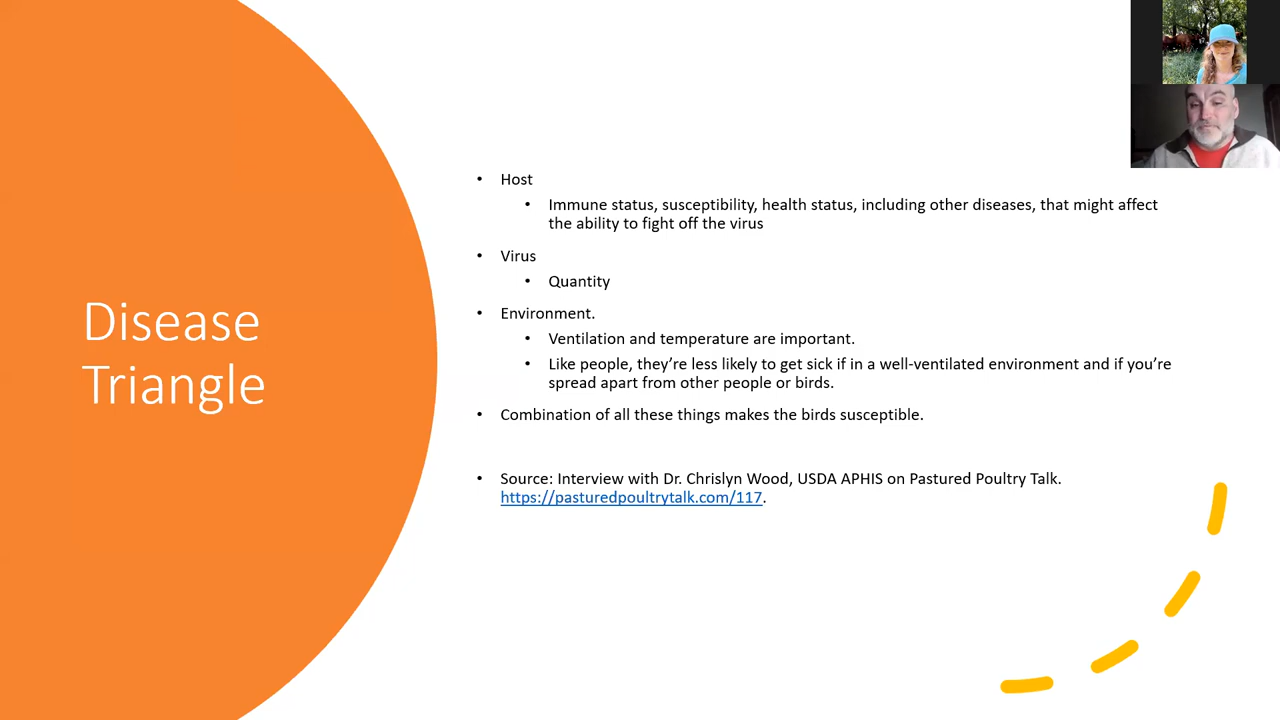 Disease
Triangle
• Host
• Immune status, susceptibility, health status, including other diseases, that might affect
the ability to fight off the virus
• Virus
• Quantity
• Environment.
• Ventilation and temperature are important.
• Like people, they're less likely to get sick if in a well-ventilated environment and if you're
spread apart from other people or birds.
• Combination of all these things makes the birds susceptible.
• Source: Interview with Dr. Chrislyn Wood, USDA APHIS on Pastured Poultry Talk.
https://pasturedpoultrytalk.com/117.